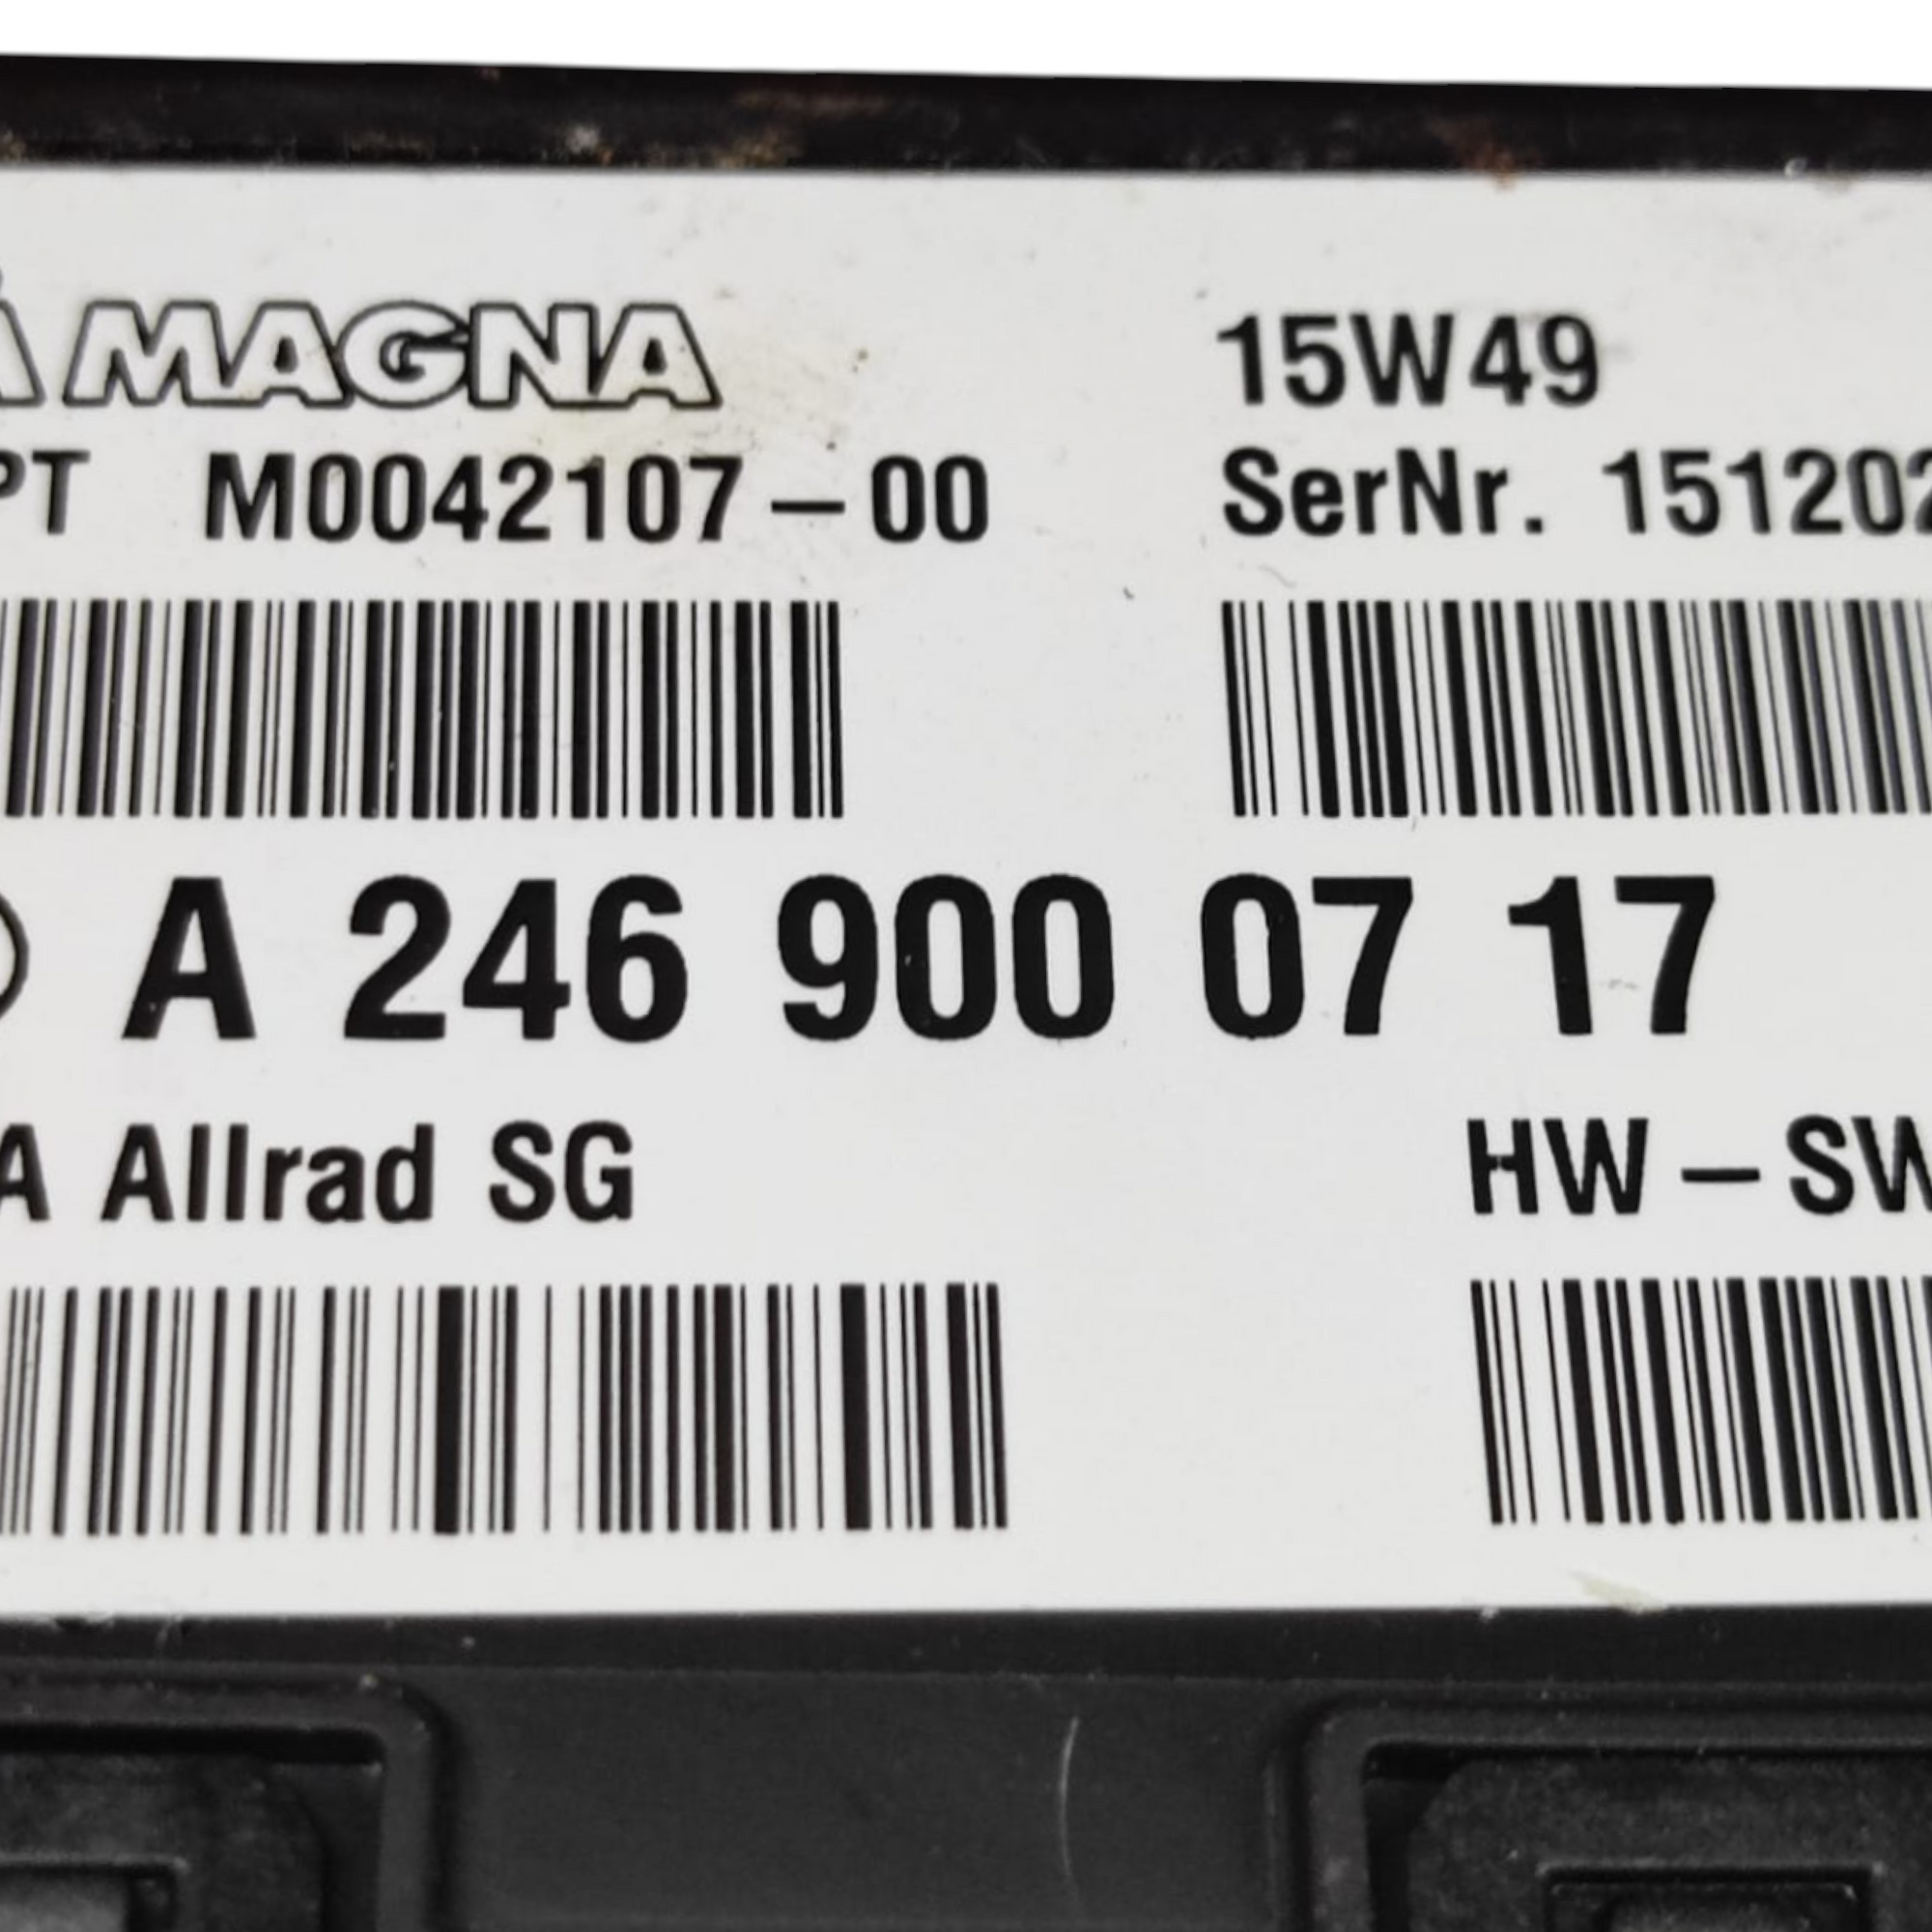 MAGNA 15W49
PT M0042107-00 SerNr. 151202
A 246 900 07 17
A Allrad SG HW-SW